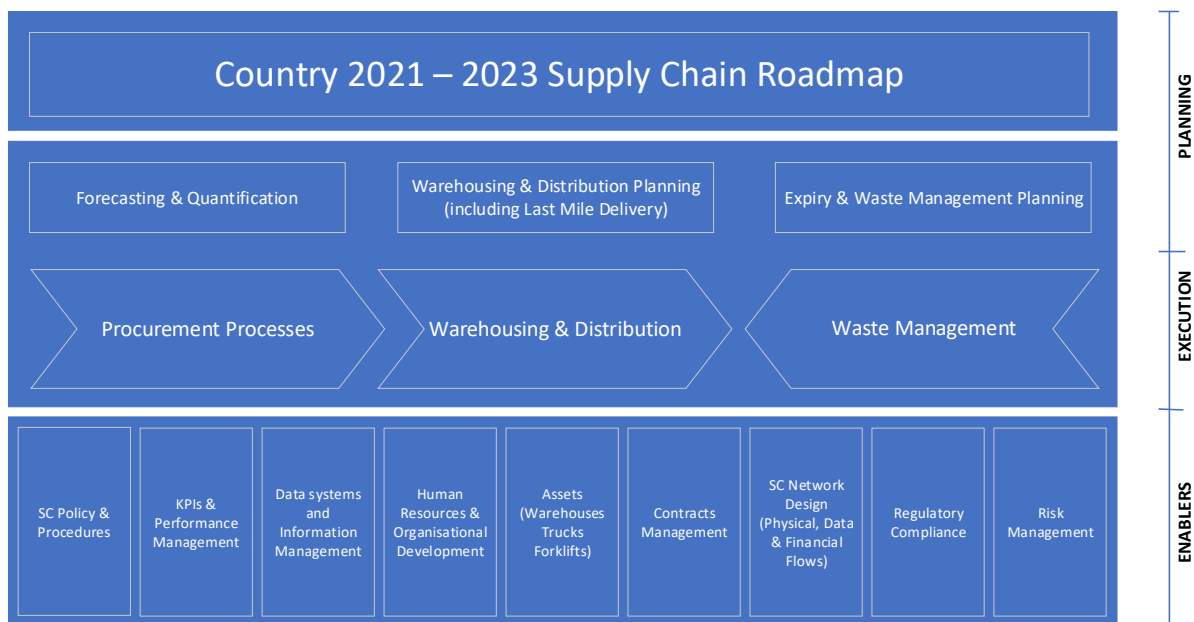 Country 2021 – 2023 Supply Chain Roadmap
PLANNING
Forecasting & Quantification
Warehousing & Distribution Planning
(including Last Mile Delivery)
Expiry & Waste Management Planning
Procurement Processes
Warehousing & Distribution
Waste Management
EXECUTION
SC Policy &
Procedures
KPIs &
Performance
Management
Data systems
and
Information
Management
Human
Resources &
Organisational
Development
Assets
(Warehouses
Trucks
Forklifts)
Contracts
Management
SC Network
Design
(Physical, Data
& Financial
Flows)
Regulatory
Compliance
Risk
Management
ENABLERS